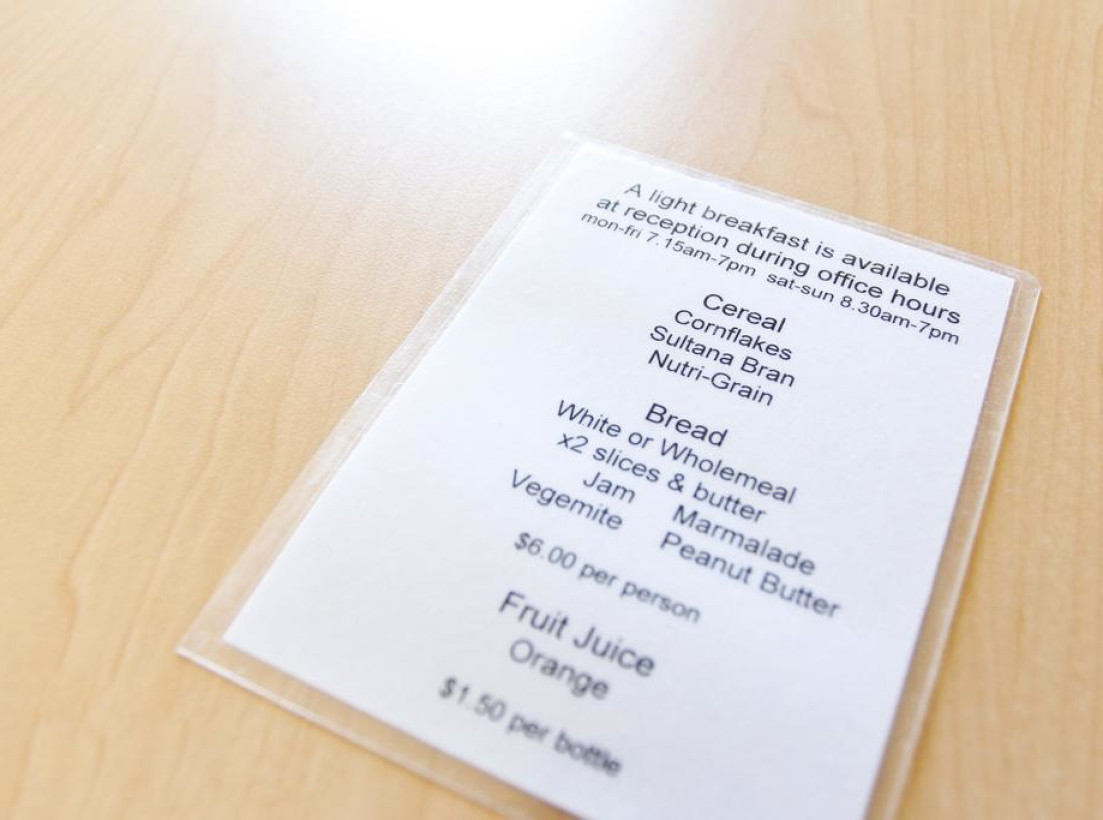 A light breakfast is available
at reception during office hours
mon-fri 7.15am-7pm sat-sun 8.30am-7pm
Cereal
Cornflakes
Sultana Bran
Nutri-Grain
Bread
White or Wholemeal
x2 slices & butter
Jam Marmalade
Vegemite Peanut Butter
$6.00 per person
Fruit Juice
Orange
$1.50 per bottle